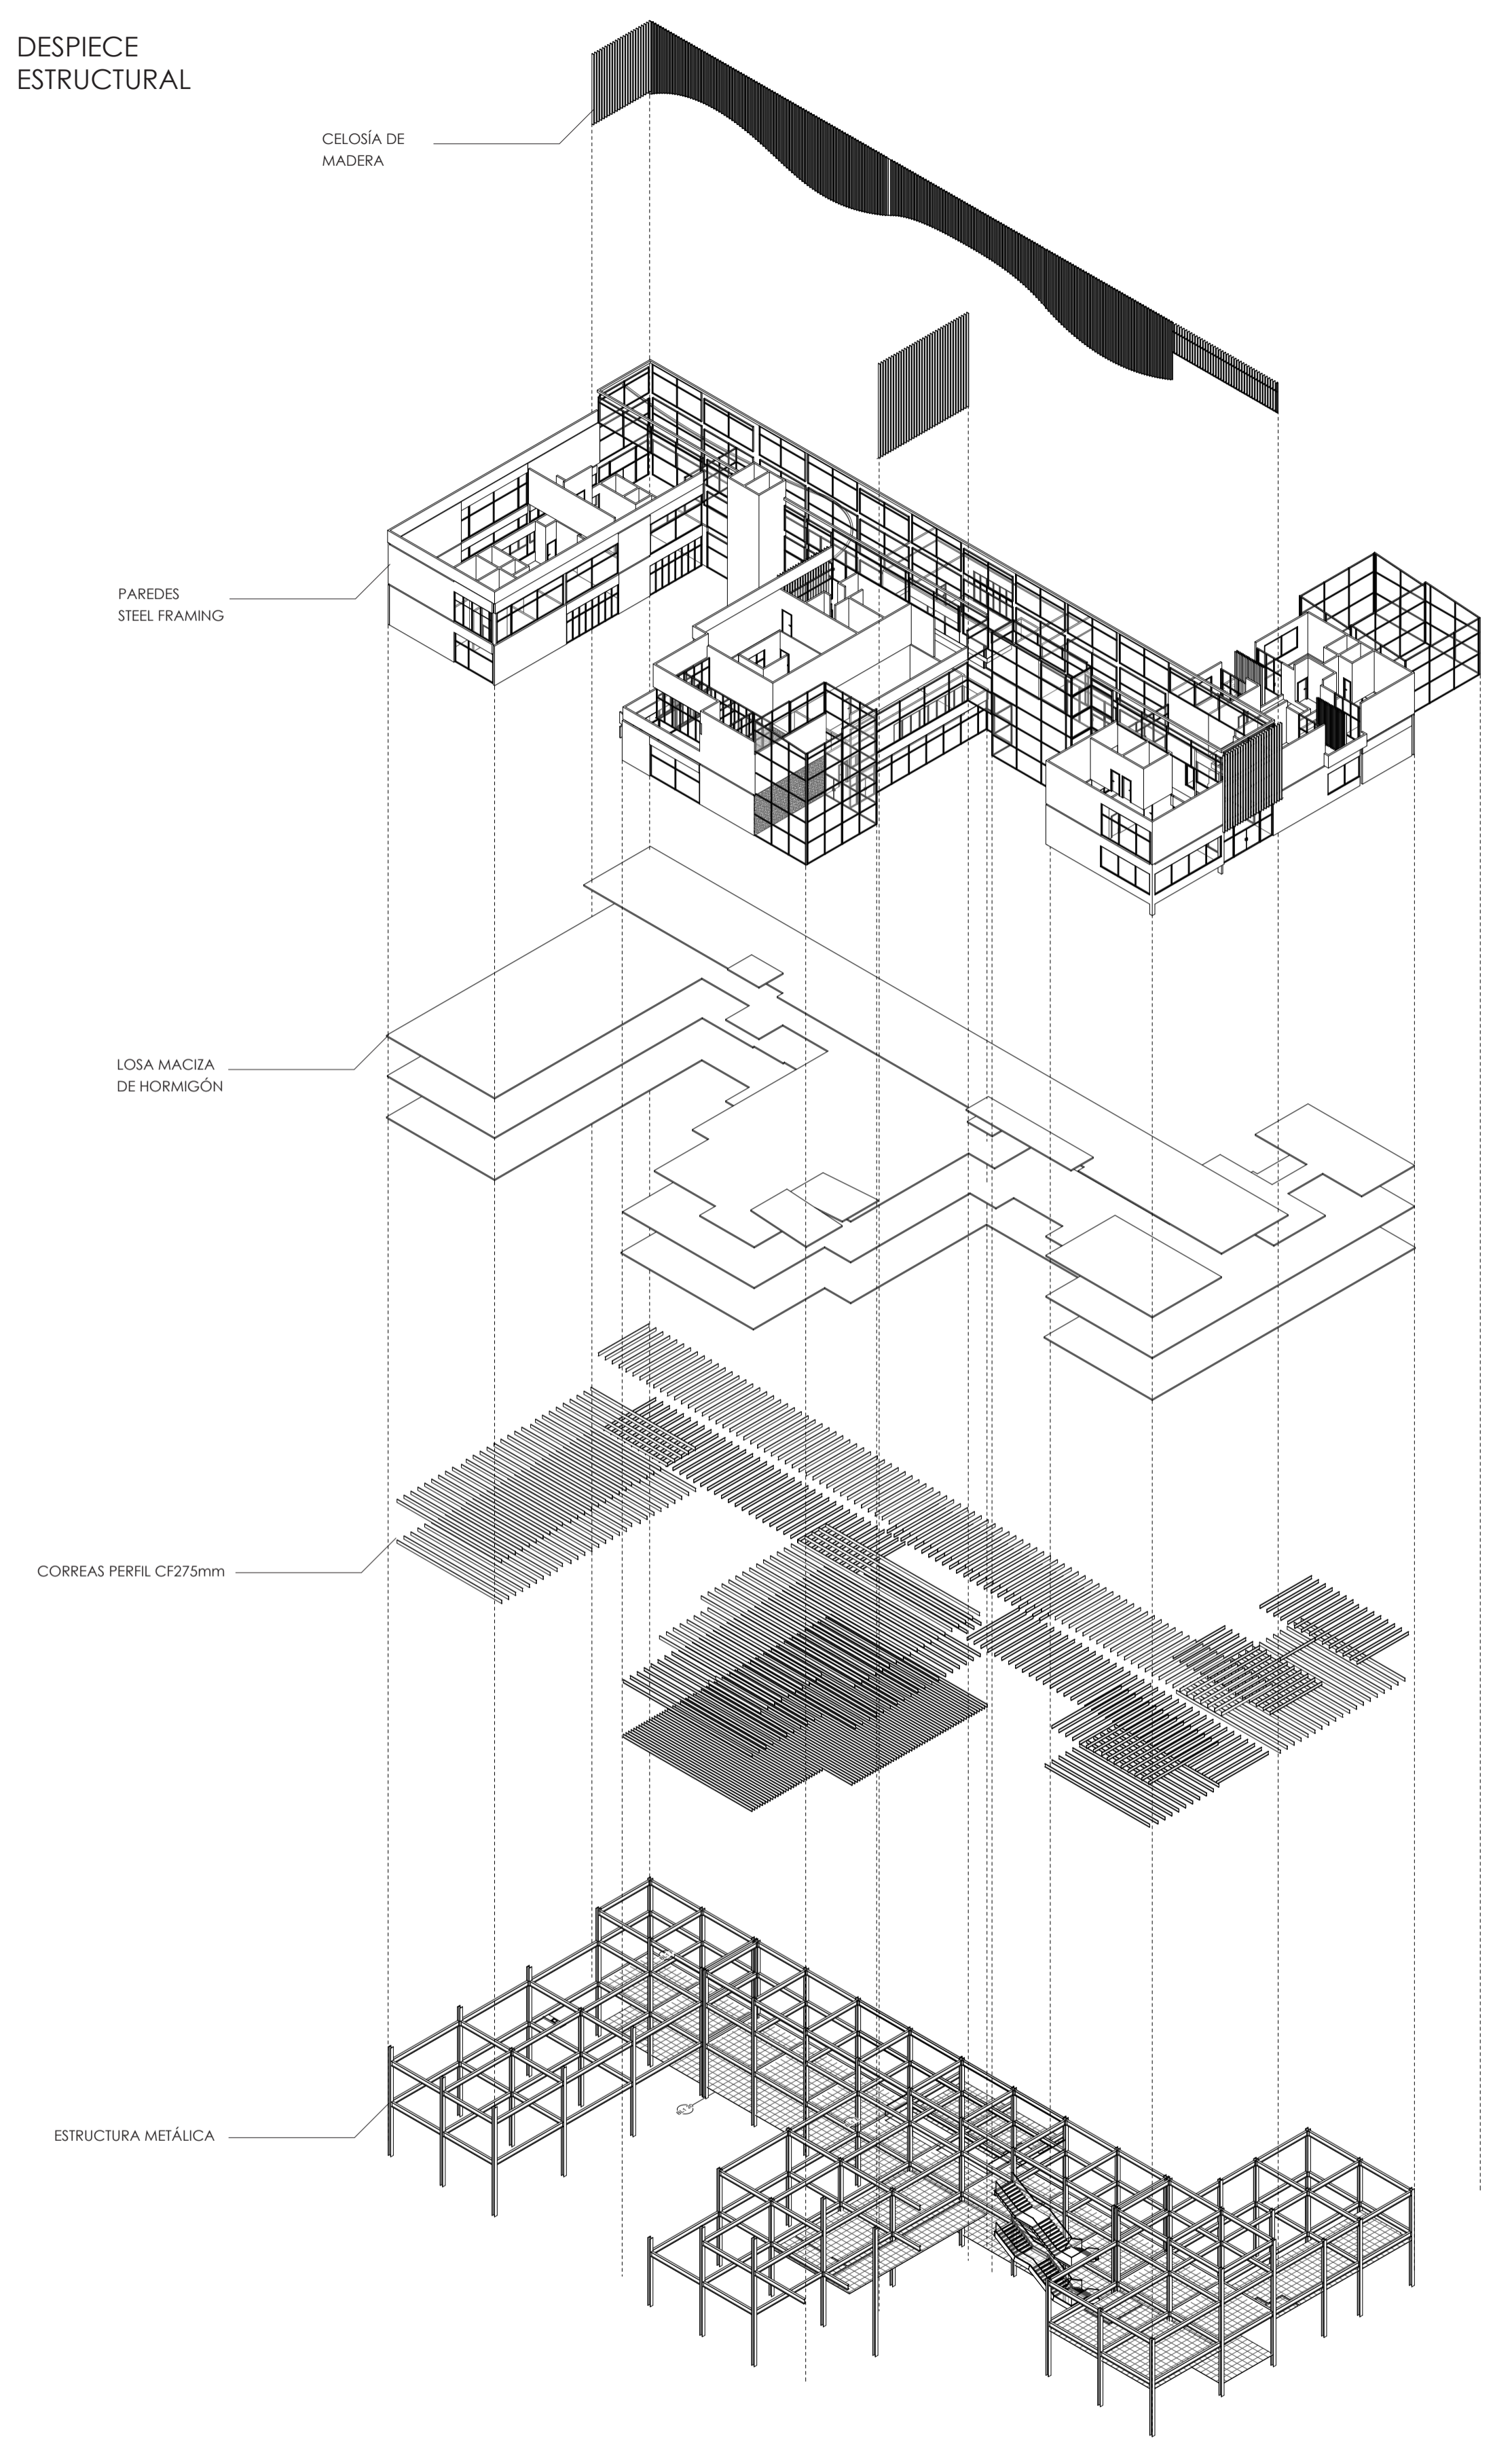 DESPIECE
ESTRUCTURAL
CELOSÍA DE
MADERA
PAREDES
STEEL FRAMING
LOSA MACIZA
DE HORMIGÓN
CORREAS PERFIL CF275mm
ESTRUCTURA METÁLICA